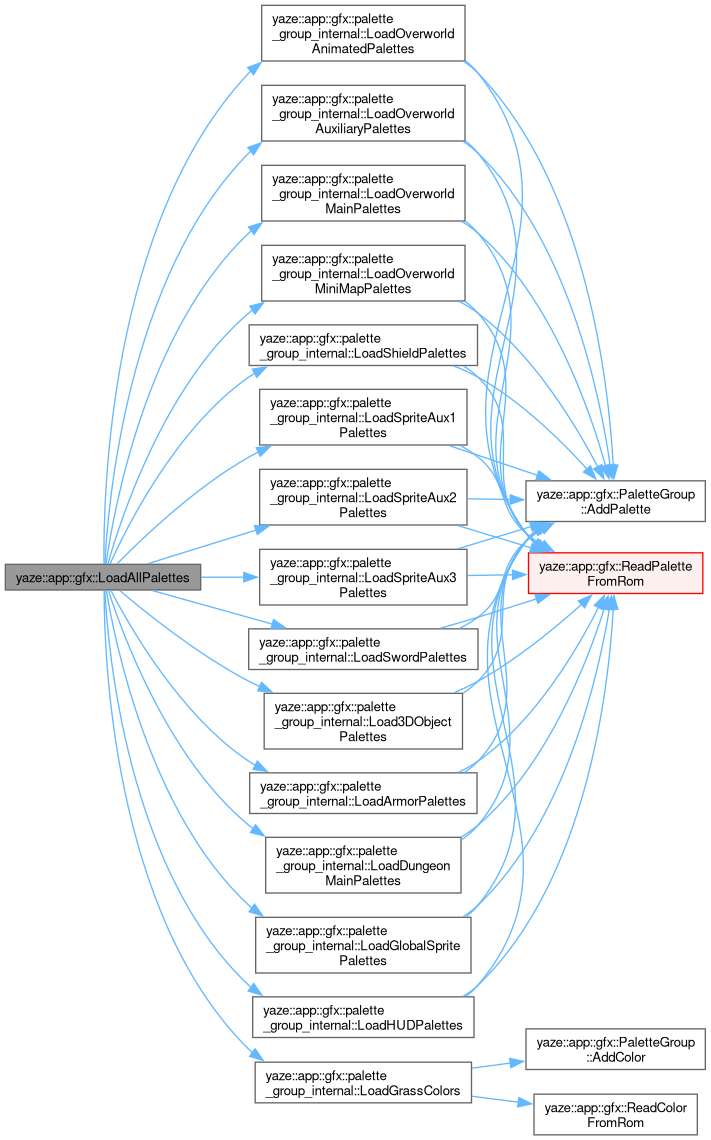 yaze::app::gfx::palette
_group_internal::LoadOverworld
AnimatedPalettes
yaze::app::gfx::palette
_group_internal::LoadOverworld
AuxiliaryPalettes
yaze::app::gfx::palette
_group_internal::LoadOverworld
MainPalettes
yaze::app::gfx::palette
_group_internal::LoadOverworld
MiniMapPalettes
yaze::app::gfx::palette
_group_internal::LoadShieldPalettes
yaze::app::gfx::palette
_group_internal::LoadSpriteAux1
Palettes
yaze::app::gfx::palette
_group_internal::LoadSpriteAux2
Palettes
yaze::app::gfx::palette
_group_internal::LoadSpriteAux3
Palettes
yaze::app::gfx::LoadAllPalettes
yaze::app::gfx::palette
_group_internal::LoadSwordPalettes
yaze::app::gfx::palette
_group_internal::Load3DObject
Palettes
yaze::app::gfx::palette
_group_internal::LoadArmorPalettes
yaze::app::gfx::palette
_group_internal::LoadDungeon
MainPalettes
yaze::app::gfx::palette
_group_internal::LoadGlobalSprite
Palettes
yaze::app::gfx::palette
_group_internal::LoadHUDPalettes
yaze::app::gfx::palette
_group_internal::LoadGrassColors
yaze::app::gfx::PaletteGroup
::AddPalette
yaze::app::gfx::ReadPalette
FromRom
yaze::app::gfx::PaletteGroup
::AddColor
yaze::app::gfx::ReadColor
FromRom